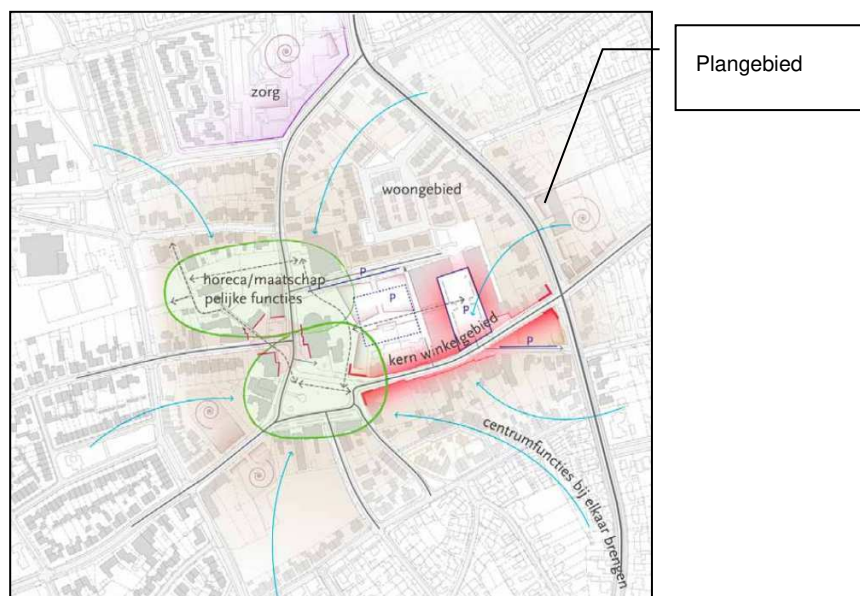 Plangebied
zorg
woongebied
horeca/maatschap
pelijke functies
P
P
P
kern winkelgebied
P
centrumfuncties bij elkaar brengen